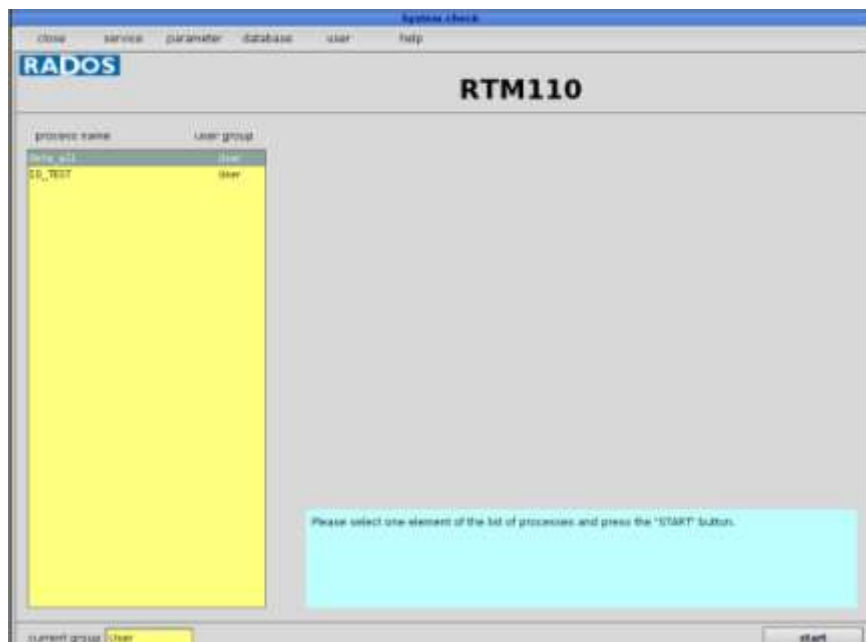 System check
close service parameter database user help
RADOS
RTM110
process name user group
User
IO_TEST User
Please select one element of the list of processes and press the "START" button.
current group User
start